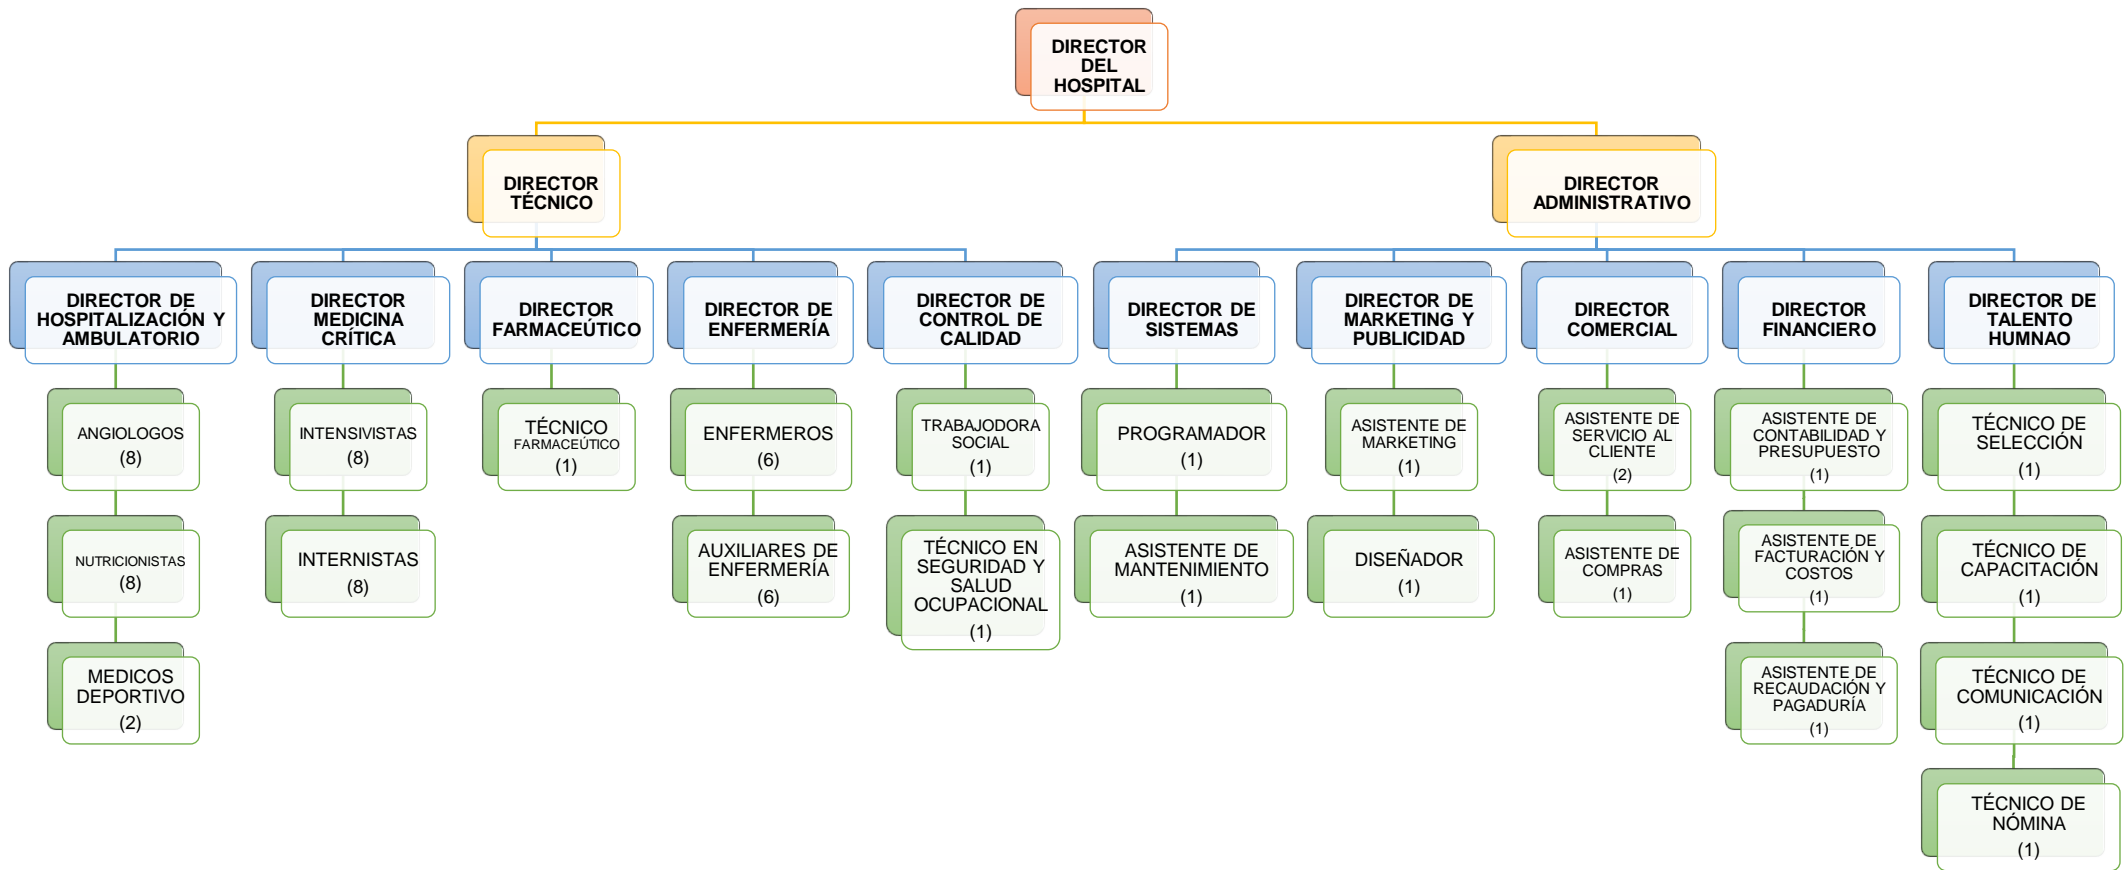 DIRECTOR
DEL
HOSPITAL
DIRECTOR
TÉCNICO
DIRECTOR
ADMINISTRATIVO
DIRECTOR DE
HOSPITALIZACIÓN Y
AMBULATORIO
DIRECTOR
MEDICINA
CRÍTICA
DIRECTOR
FARMACEÚTICO
DIRECTOR DE
ENFERMERÍA
DIRECTOR DE
CONTROL DE
CALIDAD
DIRECTOR DE
SISTEMAS
DIRECTOR DE
MARKETING Y
PUBLICIDAD
DIRECTOR
COMERCIAL
DIRECTOR
FINANCIERO
DIRECTOR DE
TALENTO
HUMNAO
ANGIOLOGOS
(8)
INTENSIVISTAS
(8)
TÉCNICO
FARMACEÚTICO
(1)
ENFERMEROS
(6)
TRABAJODORA
SOCIAL
(1)
PROGRAMADOR
(1)
ASISTENTE DE
MARKETING
(1)
ASISTENTE DE
SERVICIO AL
CLIENTE
(2)
ASISTENTE DE
CONTABILIDAD Y
PRESUPUESTO
(1)
TÉCNICO DE
SELECCIÓN
(1)
NUTRICIONISTAS
(8)
INTERNISTAS
(8)
AUXILIARES DE
ENFERMERÍA
(6)
TÉCNICO EN
SEGURIDAD Y
SALUD
OCUPACIONAL
(1)
ASISTENTE DE
MANTENIMIENTO
(1)
DISEÑADOR
(1)
ASISTENTE DE
COMPRAS
(1)
ASISTENTE DE
FACTURACIÓN Y
COSTOS
(1)
TÉCNICO DE
CAPACITACIÓN
(1)
MEDICOS
DEPORTIVO
(2)
ASISTENTE DE
RECAUDACIÓN Y
PAGADURÍA
(1)
TÉCNICO DE
COMUNICACIÓN
(1)
TÉCNICO DE
NÓMINA
(1)